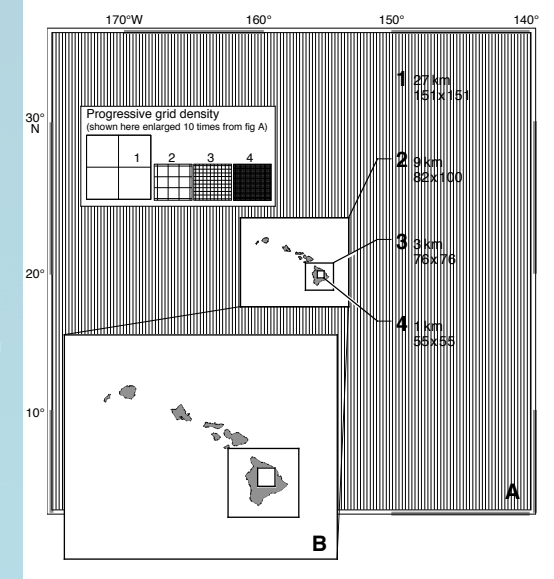 170°W 160° 150° 140°
1 27 km
151x151
Progressive grid density
(shown here enlarged 10 times from fig A)
1 2 3 4
30°
N
2 9 km
82x100
3 3 km
76x76
20°
4 1 km
55x55
10°
A
B